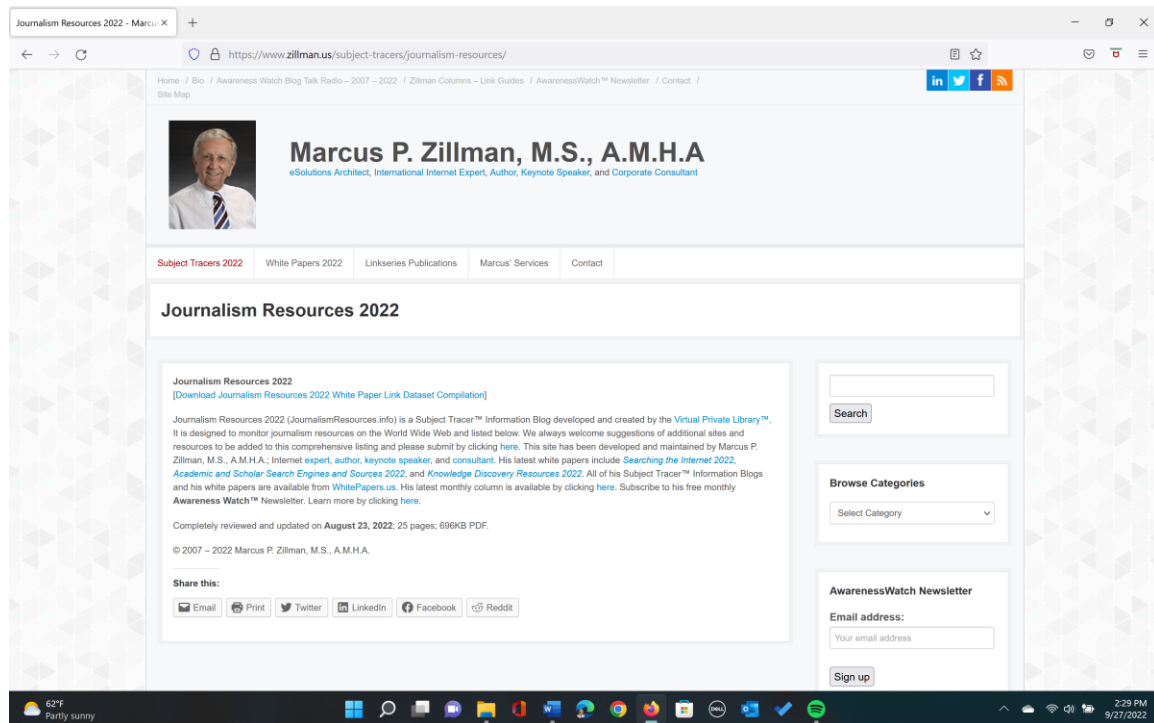 Journalism Resources 2022 - Marcu
https://www.zillman.us/subject-tracers/journalism-resources/
Home / Bio / Awareness Watch Blog Talk Radio – 2007 – 2022 / Zillman Columns – Link Guides / AwarenessWatch™ Newsletter / Contact /
Site Map
in
f
Marcus P. Zillman, M.S., A.M.H.A
eSolutions Architect, International Internet Expert, Author, Keynote Speaker, and Corporate Consultant
Subject Tracers 2022 White Papers 2022 Linkseries Publications Marcus' Services Contact
Journalism Resources 2022
Journalism Resources 2022
[Download Journalism Resources 2022 White Paper Link Dataset Compilation]
Journalism Resources 2022 (JournalismResources.info) is a Subject Tracer™ Information Blog developed and created by the Virtual Private Library™.
It is designed to monitor journalism resources on the World Wide Web and listed below. We always welcome suggestions of additional sites and
resources to be added to this comprehensive listing and please submit by clicking here. This site has been developed and maintained by Marcus P.
Zillman, M.S., A.M.H.A.; Internet expert, author, keynote speaker, and consultant. His latest white papers include Searching the Internet 2022,
Academic and Scholar Search Engines and Sources 2022, and Knowledge Discovery Resources 2022. All of his Subject Tracer™ Information Blogs
and his white papers are available from WhitePapers.us. His latest monthly column is available by clicking here. Subscribe to his free monthly
Awareness Watch™ Newsletter. Learn more by clicking here.
Completely reviewed and updated on August 23, 2022; 25 pages; 696KB PDF.
© 2007 – 2022 Marcus P. Zillman, M.S., A.M.H.A.
Share this:
Email Print Twitter LinkedIn Facebook Reddit
Search
Browse Categories
Select Category
AwarenessWatch Newsletter
Email address:
Your email address
Sign up
62°F
Partly sunny
DELL
2:29 PM
9/27/2022